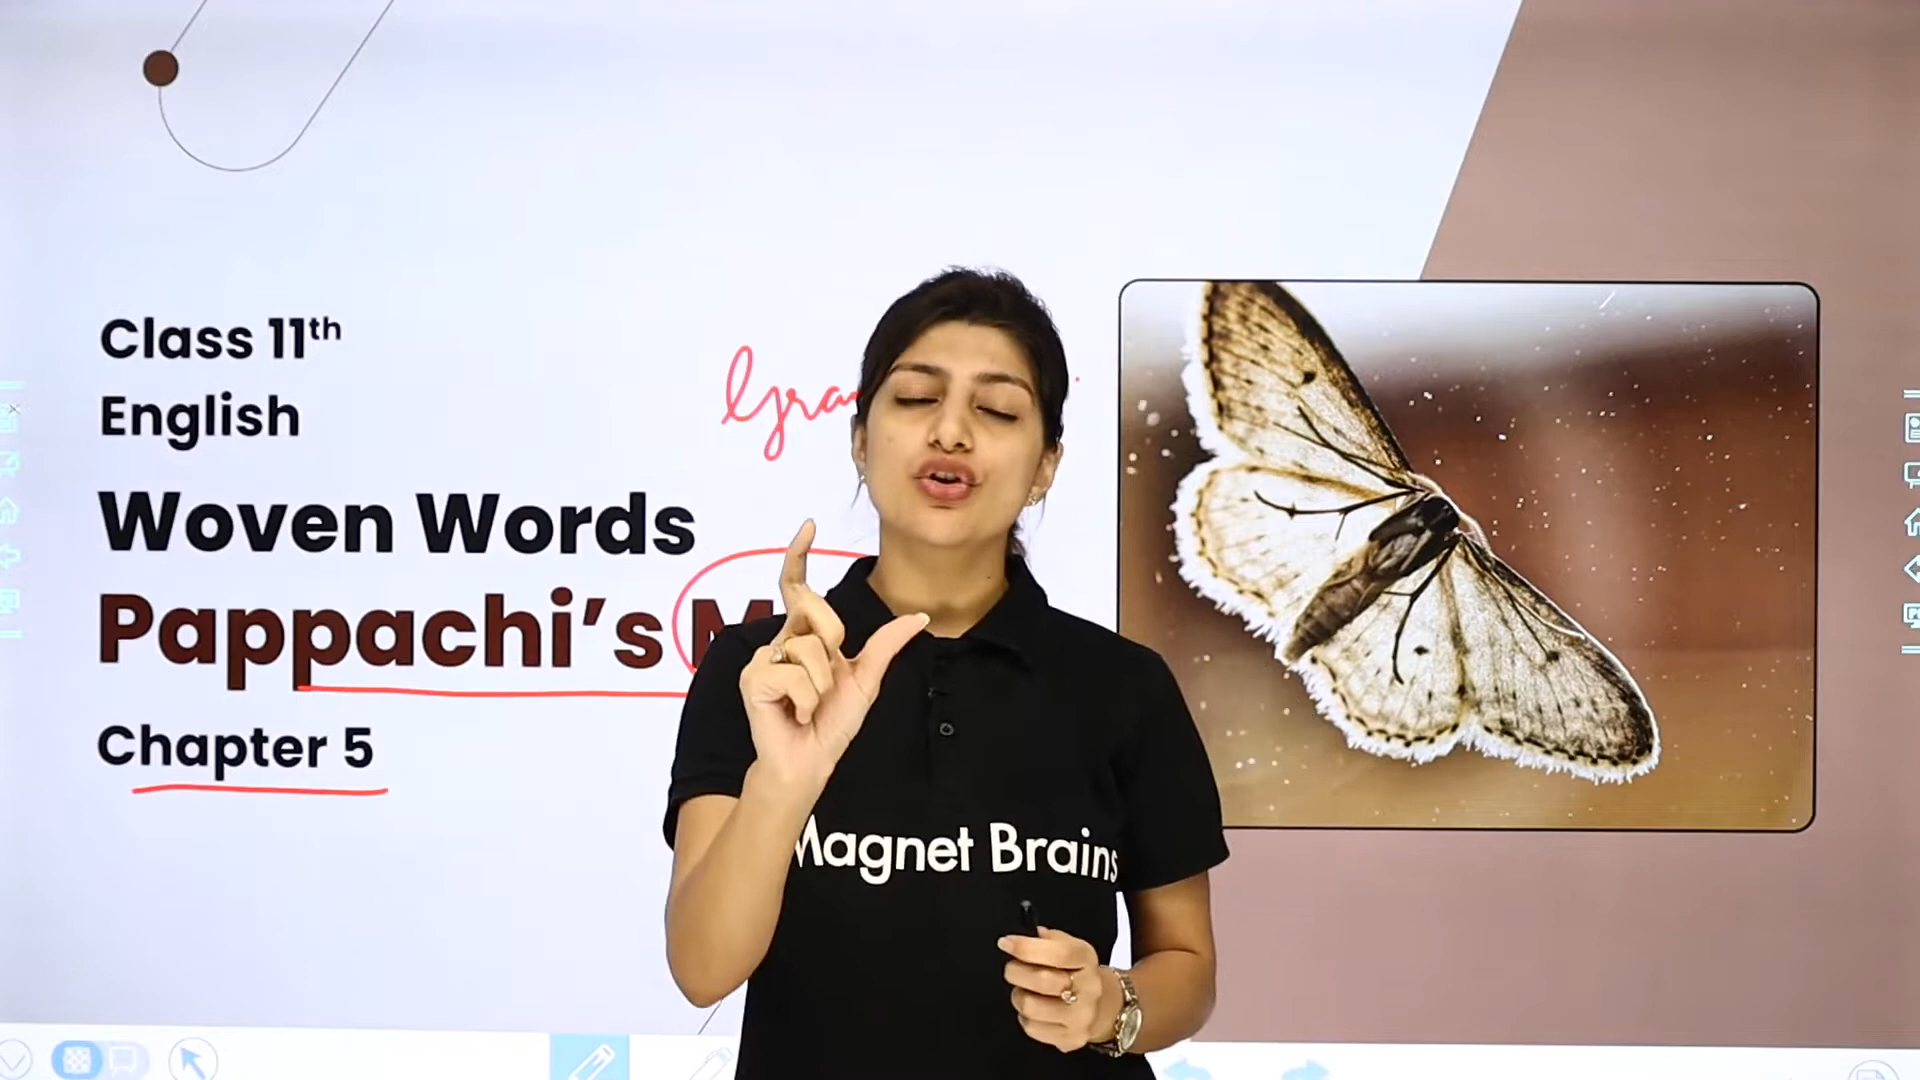 Class 11th
English
Woven Words
Pappachi's
Chapter 5
Magnet Brains